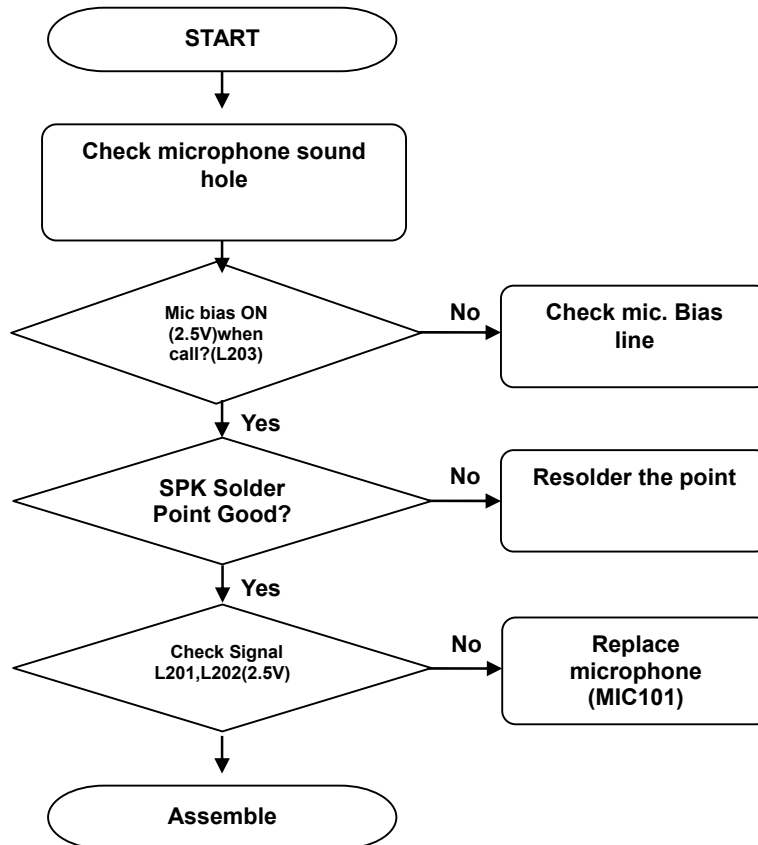 START
Check microphone sound
hole
Mic bias ON
(2.5V)when
call?(L203)
No
Check mic. Bias
line
Yes
SPK Solder
Point Good?
No
Resolder the point
Yes
Check Signal
L201,L202(2.5V)
No
Replace
microphone
(MIC101)
Assemble